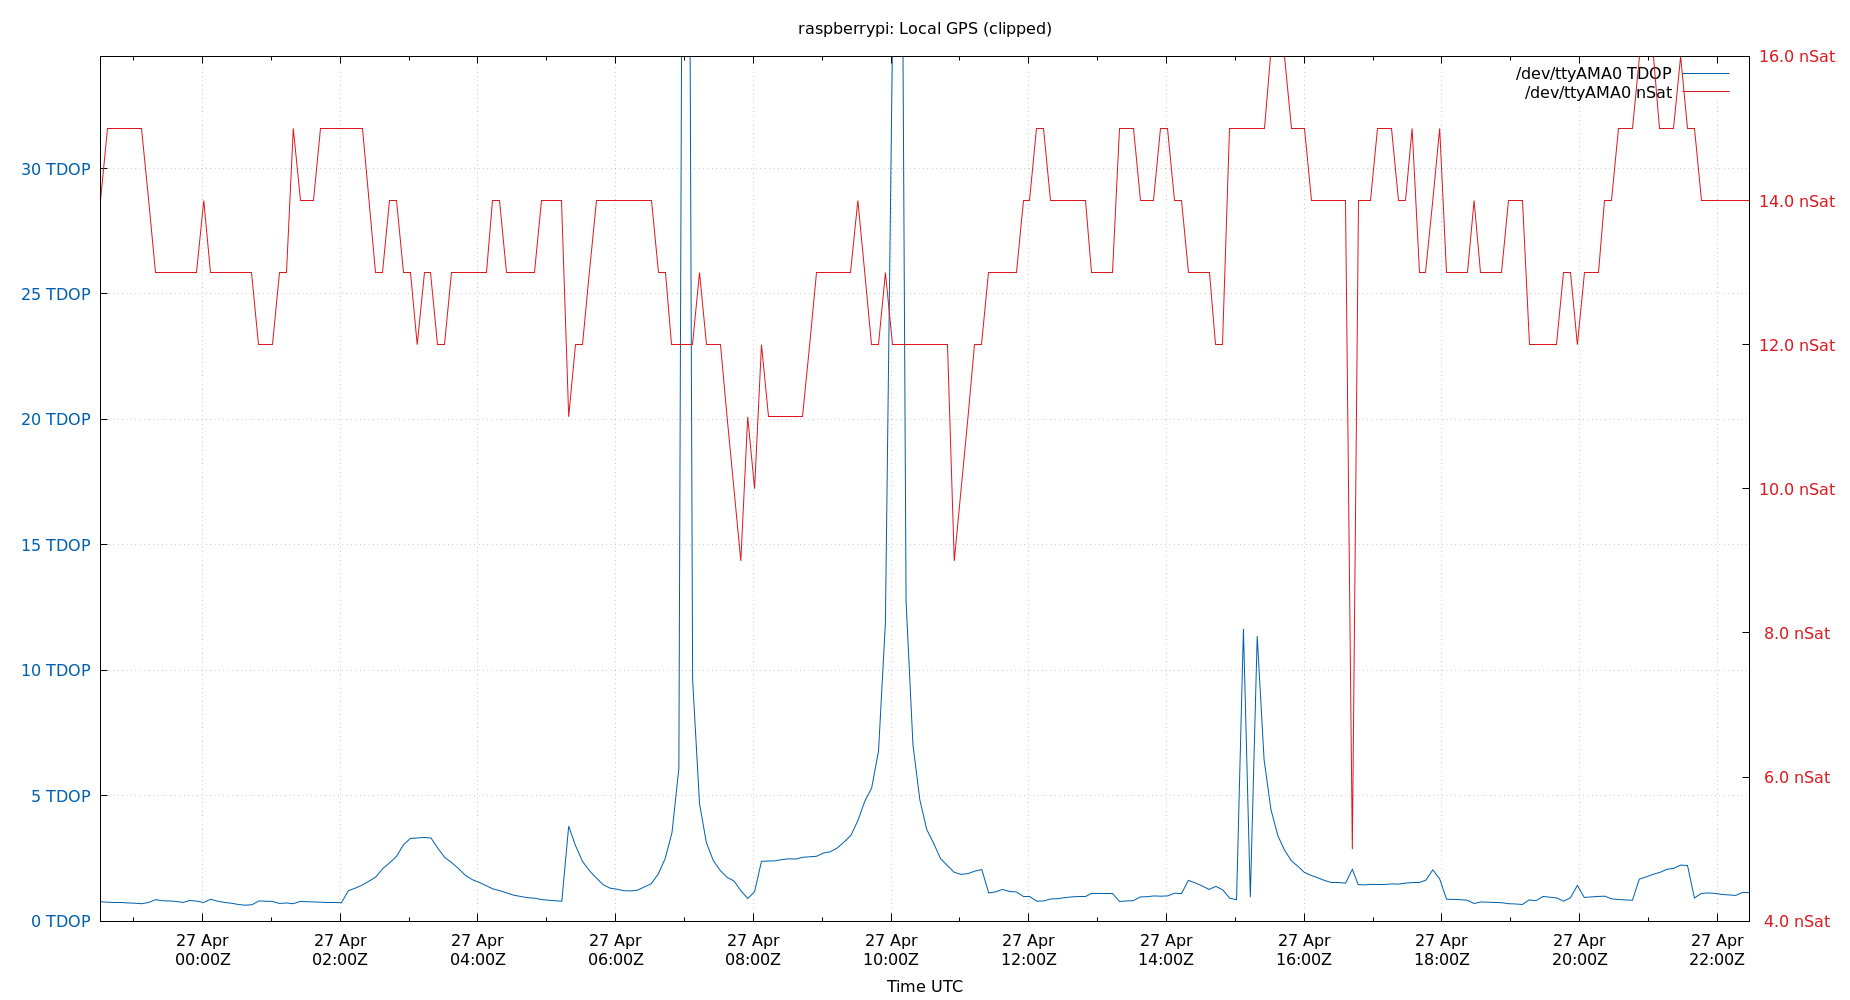 raspberrypi: Local GPS (clipped)
/dev/ttyAMA0 TDOP
/dev/ttyAMA0 nSat
30 TDOP
25 TDOP
20 TDOP
15 TDOP
10 TDOP
5 TDOP
0 TDOP
16.0 nSat
14.0 nSat
12.0 nSat
10.0 nSat
8.0 nSat
6.0 nSat
4.0 nSat
27 Apr 27 Apr 27 Apr 27 Apr 27 Apr 27 Apr 27 Apr 27 Apr 27 Apr 27 Apr 27 Apr 27 Apr
00:00Z 02:00Z 04:00Z 06:00Z 08:00Z 10:00Z 12:00Z 14:00Z 16:00Z 18:00Z 20:00Z 22:00Z
Time UTC